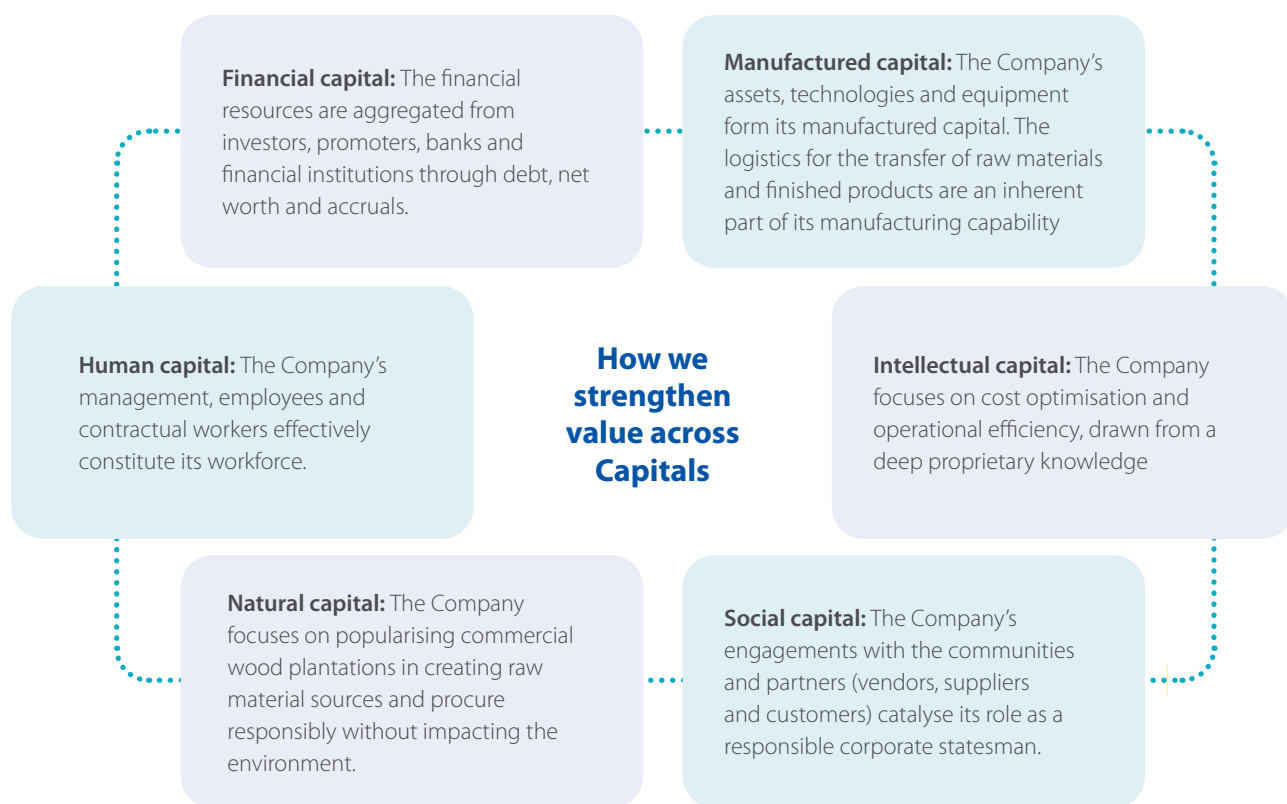 Financial capital: The financial
resources are aggregated from
investors, promoters, banks and
financial institutions through debt, net
worth and accruals.
Manufactured capital: The Company’s
assets, technologies and equipment
form its manufactured capital. The
logistics for the transfer of raw materials
and finished products are an inherent
part of its manufacturing capability
Human capital: The Company’s
management, employees and
contractual workers effectively
constitute its workforce.
How we
strengthen
value across
Capitals
Intellectual capital: The Company
focuses on cost optimisation and
operational efficiency, drawn from a
deep proprietary knowledge
Natural capital: The Company
focuses on popularising commercial
wood plantations in creating raw
material sources and procure
responsibly without impacting the
environment.
Social capital: The Company’s
engagements with the communities
and partners (vendors, suppliers
and customers) catalyse its role as a
responsible corporate statesman.